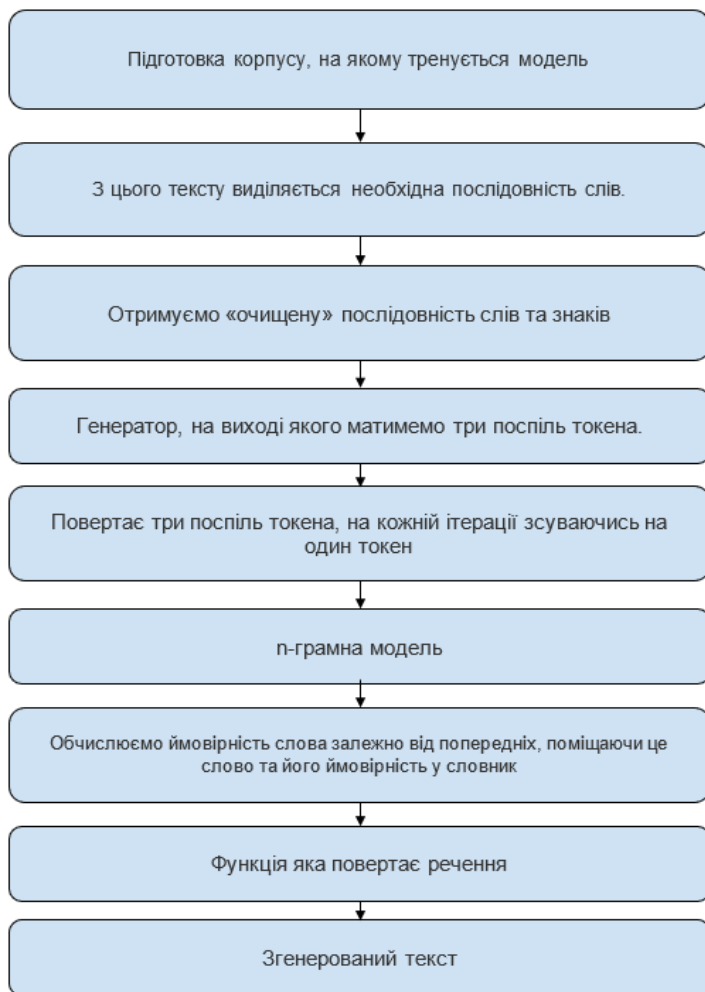 Підготовка корпусу, на якому тренується модель
З цього тексту виділяється необхідна послідовність слів.
Отримуємо «очищену» послідовність слів та знаків
Генератор, на виході якого матимемо три поспіль токена.
Повертає три поспіль токена, на кожній ітерації зсуваючись на
один токен
n-грамна модель
Обчислюємо ймовірність слова залежно від попередніх, поміщаючи це
слово та його ймовірність у словник
Функція яка повертає речення
Згенерований текст